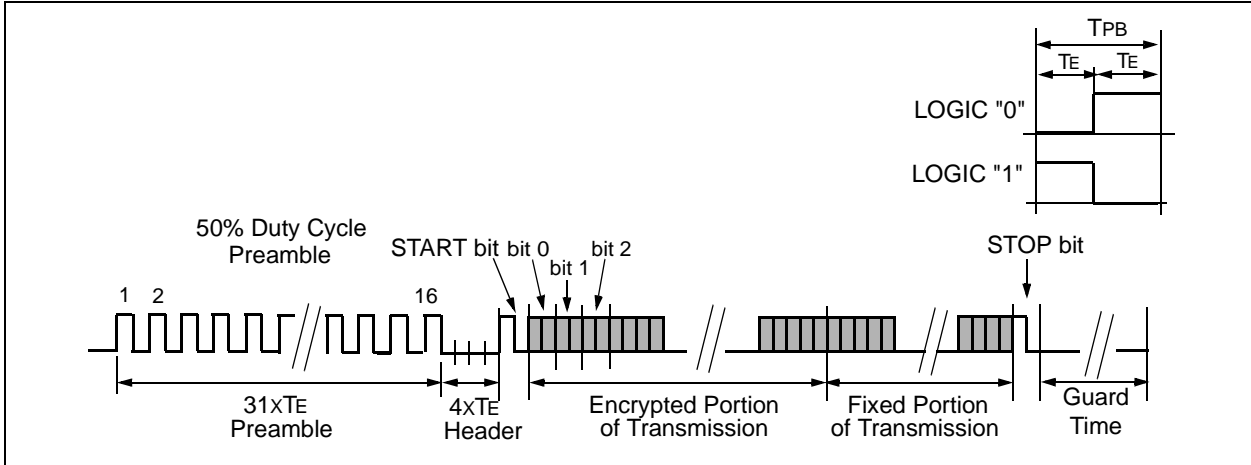 TPB
TE TE
LOGIC "0"
LOGIC "1"
50% Duty Cycle
Preamble
START bit bit 0 bit 1 bit 2
STOP bit
1 2 16
31XTE
Preamble
4XTE
Header
Encrypted Portion
of Transmission
Fixed Portion
of Transmission
Guard
Time